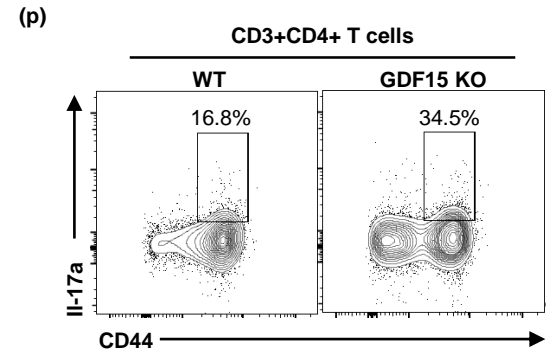 (p)
CD3+CD4+ T cells
WT
GDF15 KO
16.8%
34.5%
Il-17a
CD44